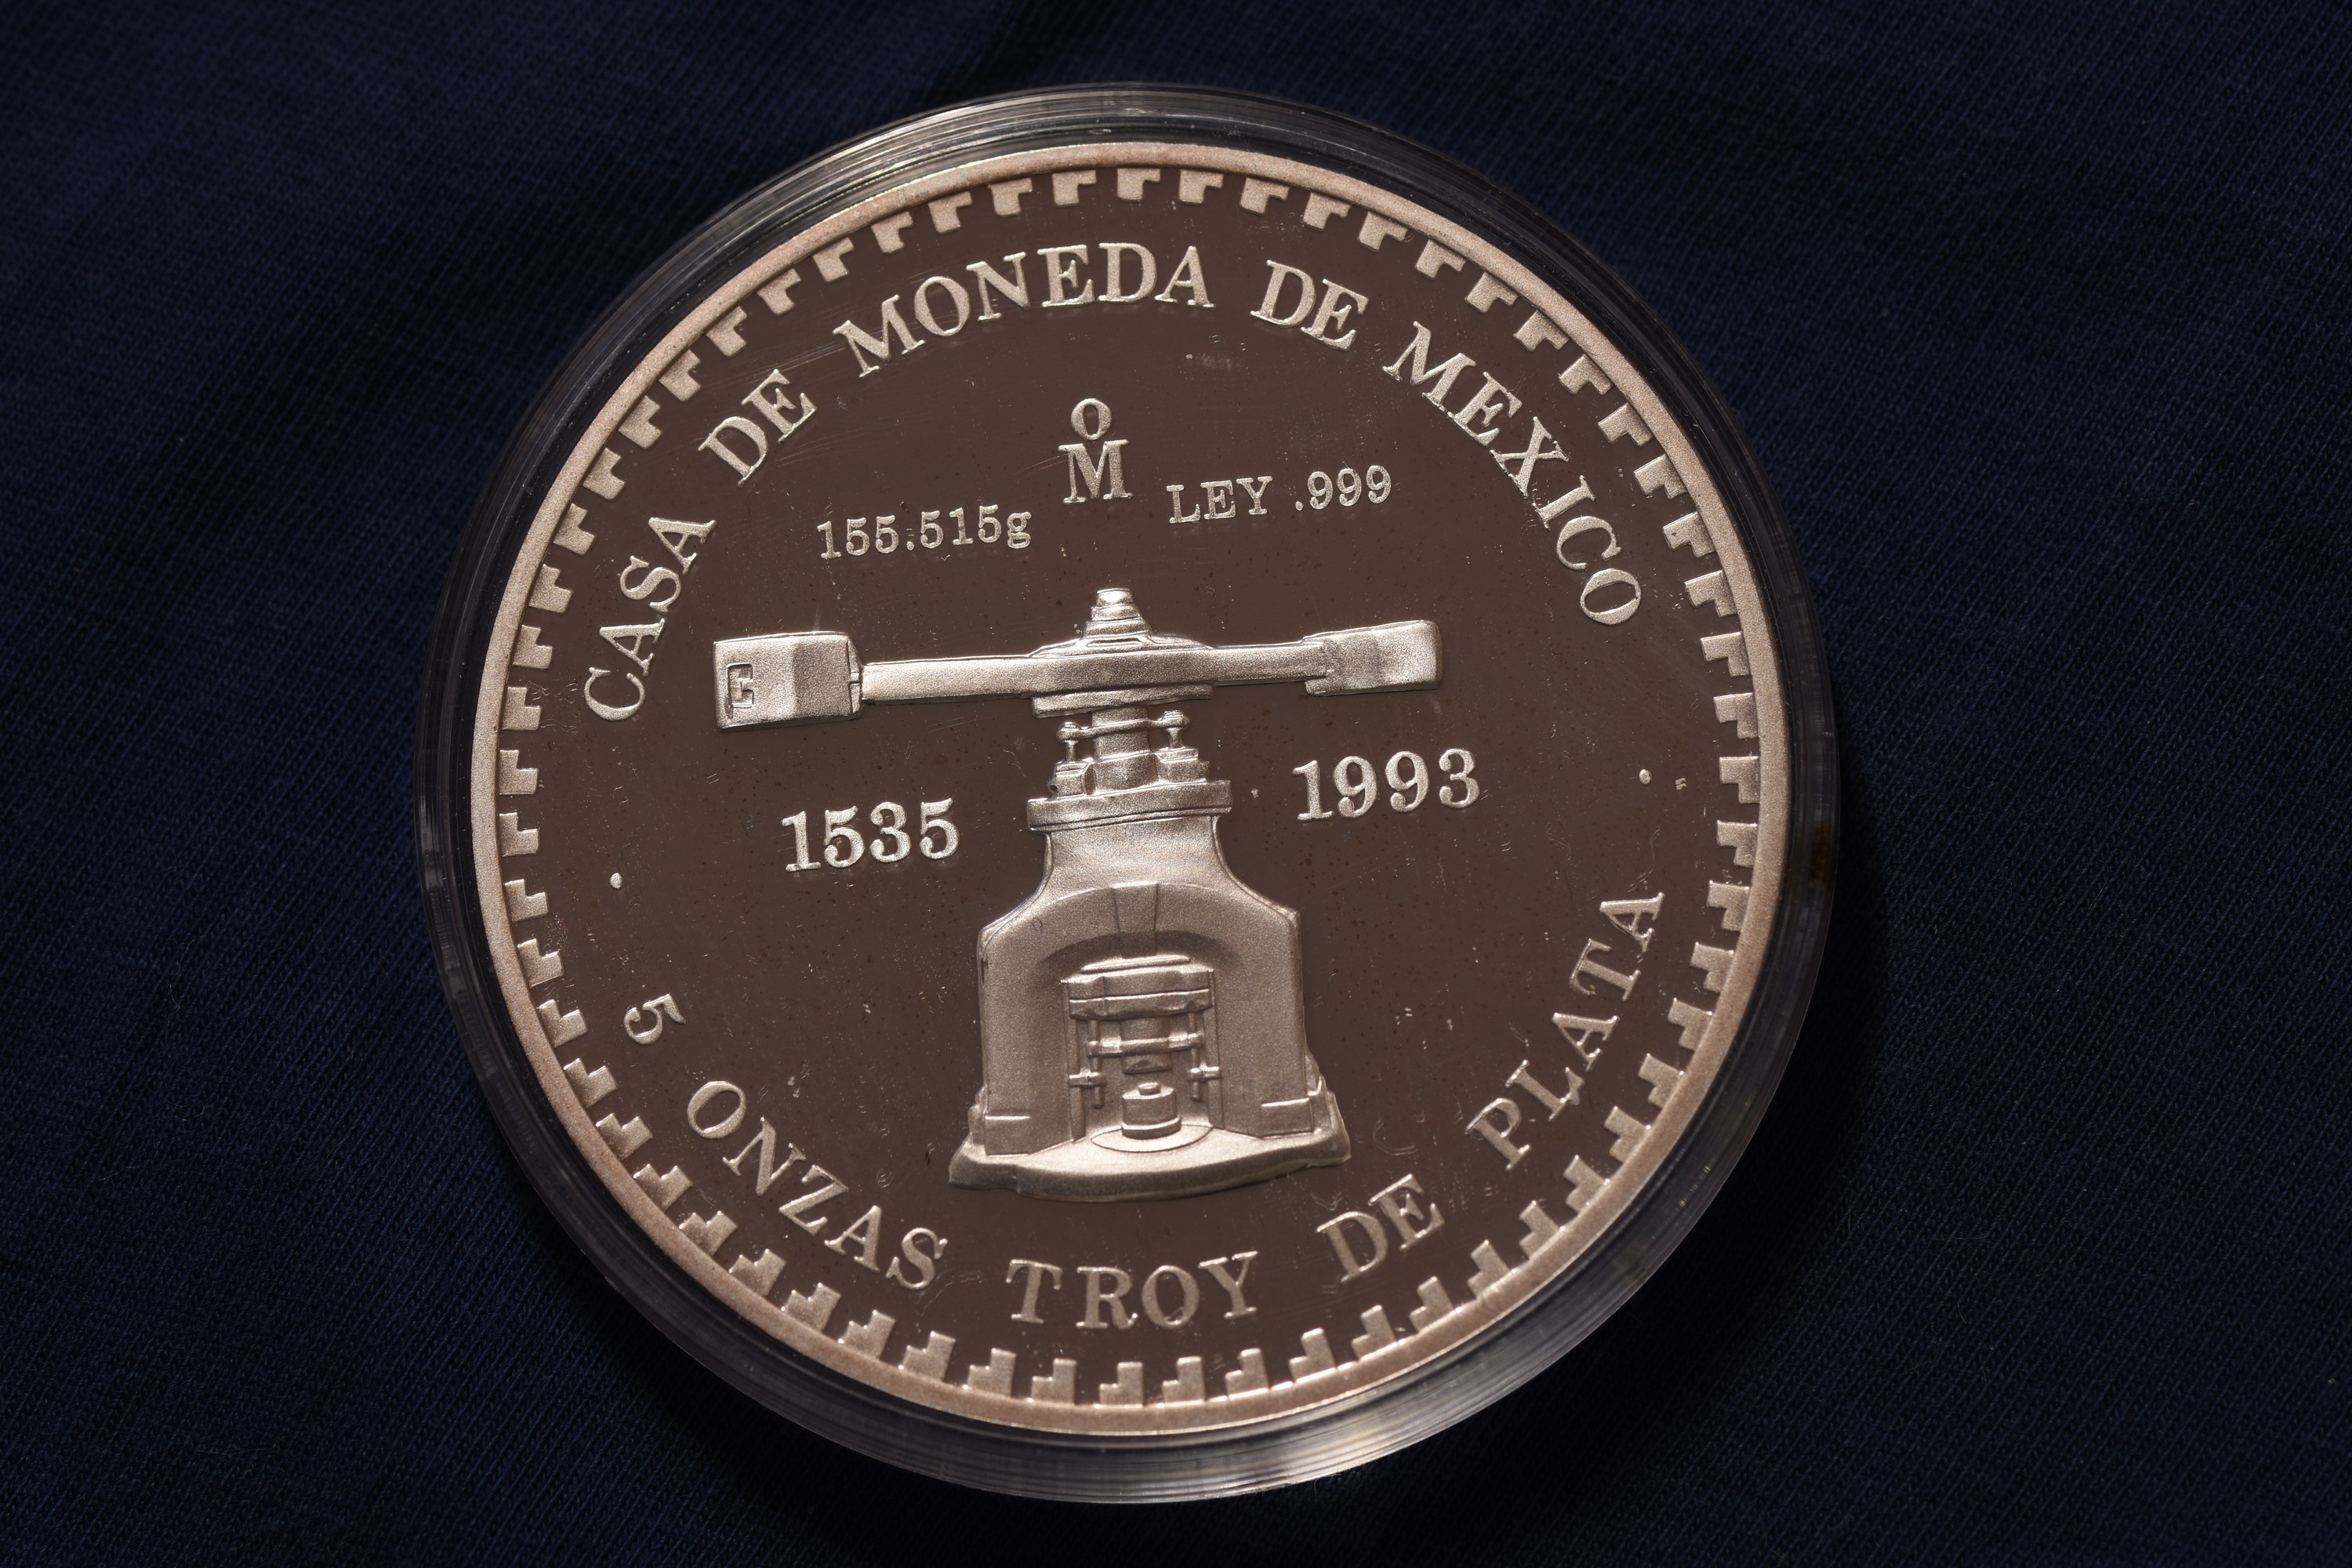 CASA DE MONEDA DE MEXICO
o
M
155.515g LEY .999
1535 1993
5 ONZAS TROY DE PLATA